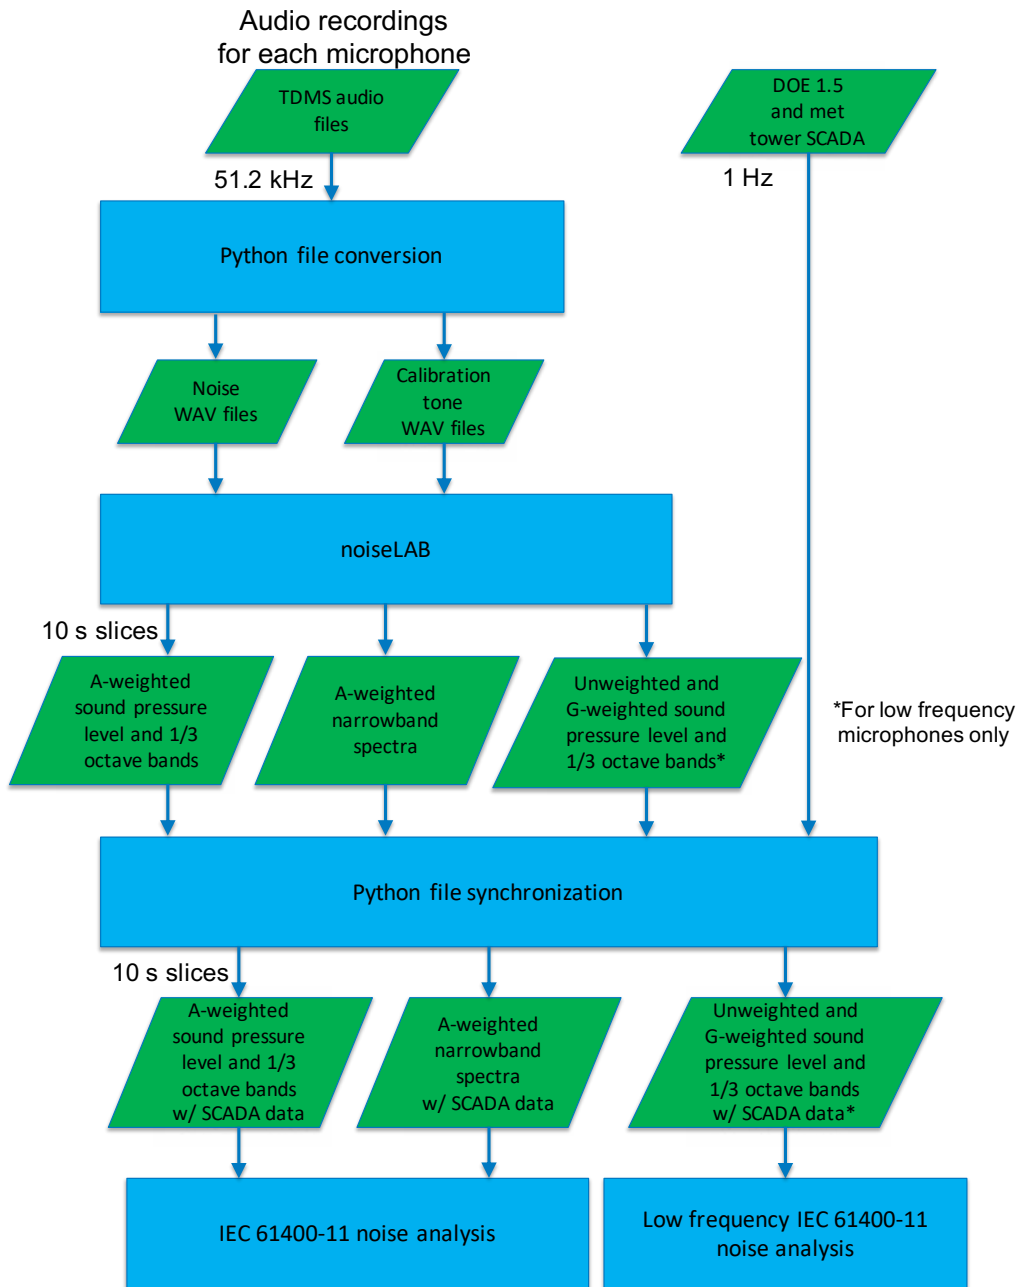 Audio recordings
for each microphone
TDMS audio
files
DOE 1.5
and met
tower SCADA
51.2 kHz
1 Hz
Python file conversion
Noise
WAV files
Calibration
tone
WAV files
noiseLAB
10 s slices
A-weighted
sound pressure
level and 1/3
octave bands
A-weighted
narrowband
spectra
Unweighted and
G-weighted sound
pressure level and
1/3 octave bands*
*For low frequency
microphones only
Python file synchronization
10 s slices
A-weighted
sound pressure
level and 1/3
octave bands
w/ SCADA data
A-weighted
narrowband
spectra
w/ SCADA data
Unweighted and
G-weighted sound
pressure level and
1/3 octave bands
w/ SCADA data*
IEC 61400-11 noise analysis
Low frequency IEC 61400-11
noise analysis